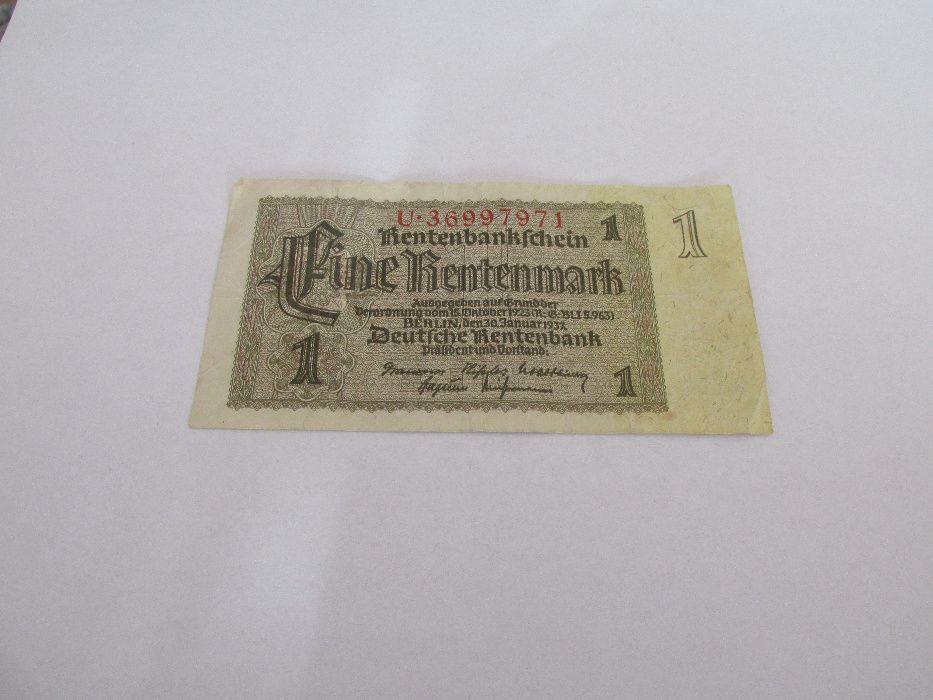 U·36997971
Rentenbankschein 1 1
Eine Rentenmark
Ausgegeben auf Grund der
Verordnung vom 15. Oktober 1923 (R.-G.-Bl. I S. 963)
BERLIN, den 30. Januar 1937.
Deutsche Rentenbank
Präsident und Vorstand.
1 1